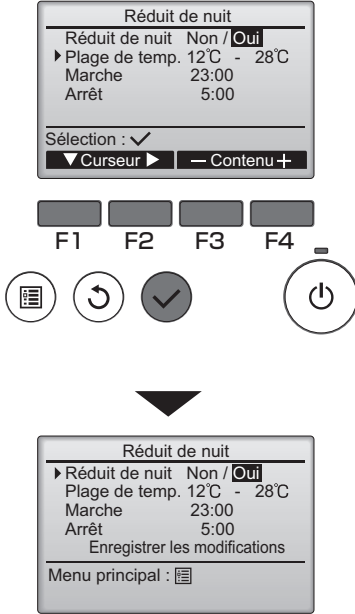 Réduit de nuit
Réduit de nuit Non / Oui
Plage de temp. 12℃ - 28℃
Marche 23:00
Arrêt 5:00
Sélection : ✓
▼Curseur ▶ — Contenu +
F1 F2 F3 F4
Réduit de nuit
Réduit de nuit Non / Oui
Plage de temp. 12℃ - 28℃
Marche 23:00
Arrêt 5:00
Enregistrer les modifications
Menu principal :